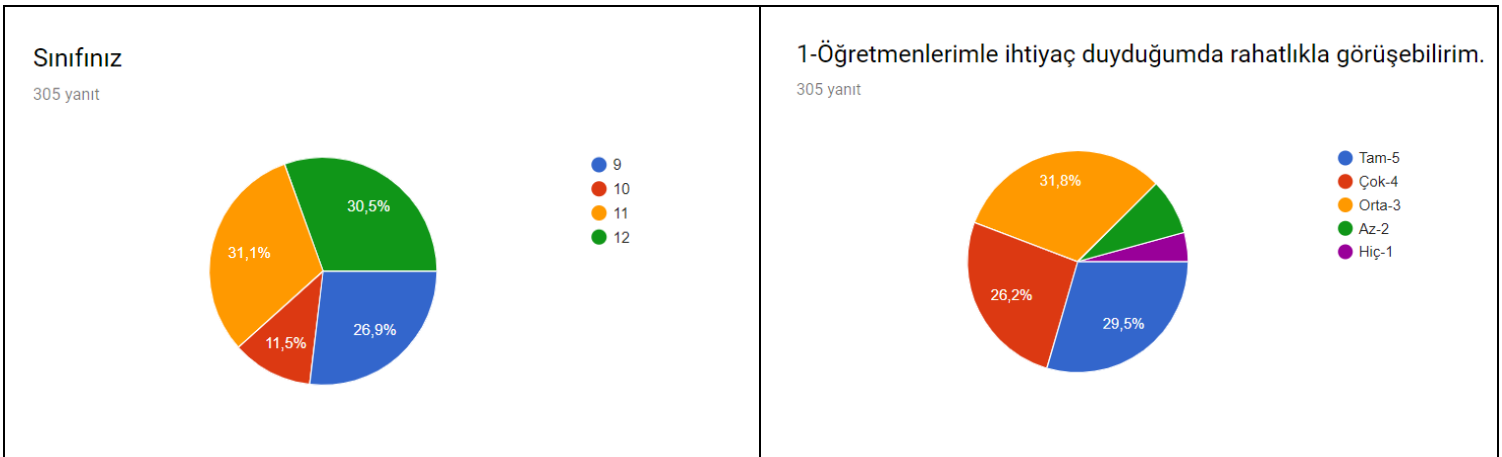 Sınıfınız
305 yanıt
30,5%
31,1%
26,9%
11,5%
9
10
11
12
1-Öğretmenlerimle ihtiyaç duyduğumda rahatlıkla görüşebilirim.
305 yanıt
31,8%
26,2%
29,5%
Tam-5
Çok-4
Orta-3
Az-2
Hiç-1